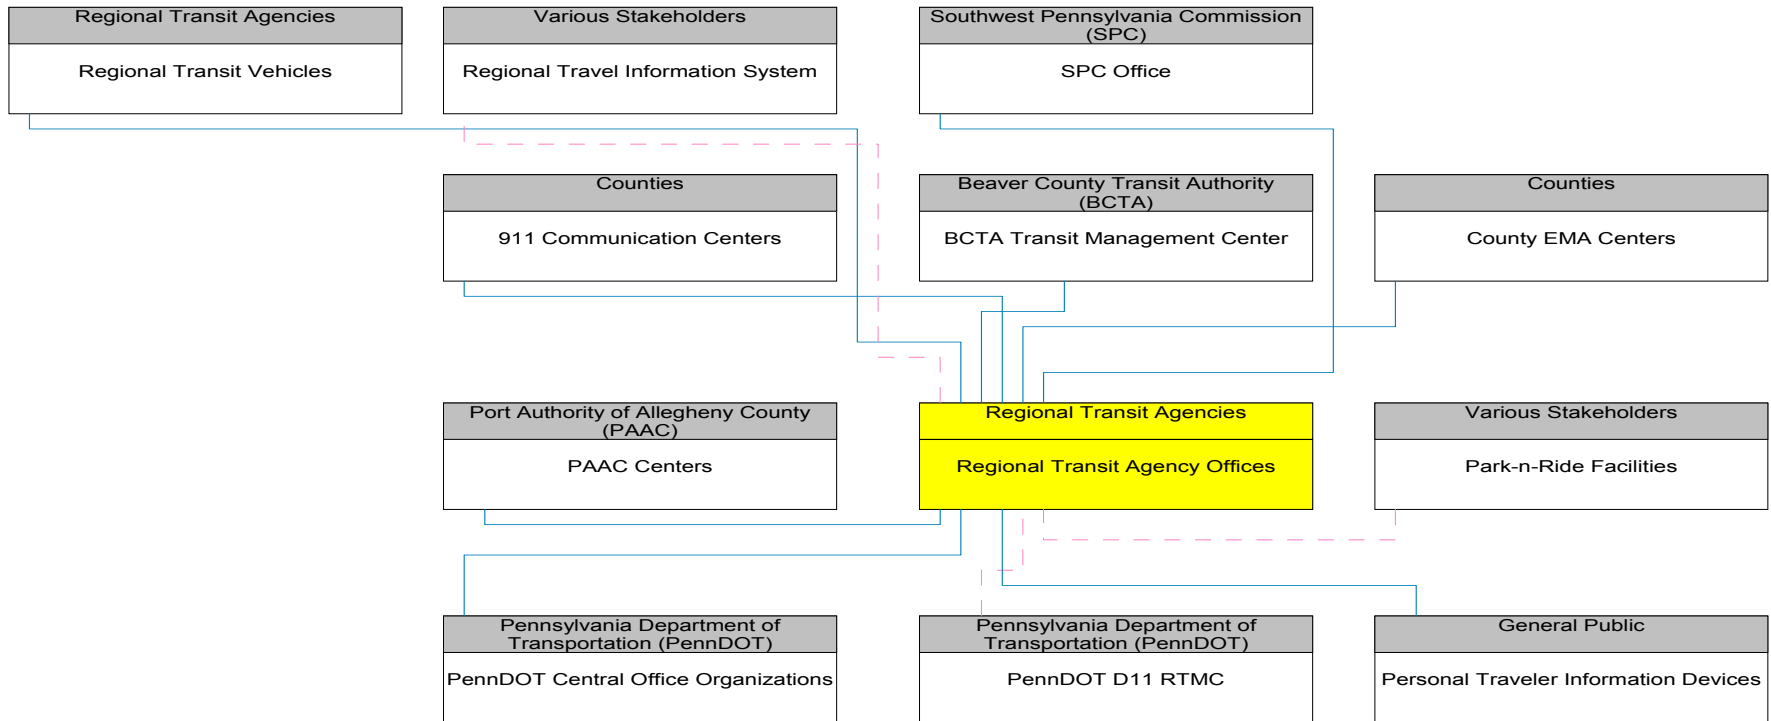 Regional Transit Agencies
Regional Transit Vehicles
Various Stakeholders
Regional Travel Information System
Southwest Pennsylvania Commission
(SPC)
SPC Office
Counties
911 Communication Centers
Beaver County Transit Authority
(BCTA)
BCTA Transit Management Center
Counties
County EMA Centers
Port Authority of Allegheny County
(PAAC)
PAAC Centers
Regional Transit Agencies
Regional Transit Agency Offices
Various Stakeholders
Park-n-Ride Facilities
Pennsylvania Department of
Transportation (PennDOT)
PennDOT Central Office Organizations
Pennsylvania Department of
Transportation (PennDOT)
PennDOT D11 RTMC
General Public
Personal Traveler Information Devices